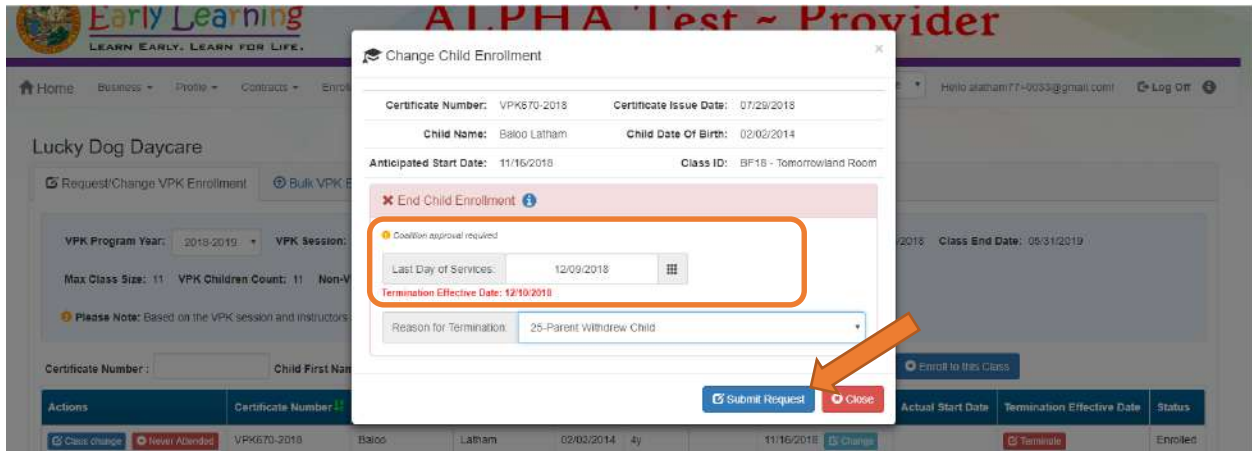 Early Learning
LEARN EARLY. LEARN FOR LIFE.
ALPHA Test ~ Provider
Change Child Enrollment
×
Home Business Profile Contracts
Log Off
Certificate Number: VPK670-2018 Certificate Issue Date: 07/29/2018
Child Name: Baloo Latham Child Date Of Birth: 02/02/2014
Anticipated Start Date: 11/16/2018 Class ID: BF18 - Tomorrowland Room
Lucky Dog Daycare
Request/Change VPK Enrollment Bulk VPK
End Child Enrollment
Coalition approval required
VPK Program Year: 2018-2019 VPK Session:
2018 Class End Date: 05/31/2019
Last Day of Services: 12/09/2018
Termination Effective Date: 12/10/2018
Max Class Size: 11 VPK Children Count: 11
Please Note: Based on the VPK session and instructors
Reason for Termination: 25-Parent Withdrew Child
Certificate Number : Child First
Enroll to this Class
Submit Request Close
Actions Certificate Number Actual Start Date Termination Effective Date Status
Class change Never Attended VPK670-2018 Baloo Latham 02/02/2014 4y 11/16/2018 Change Terminate Enrolled